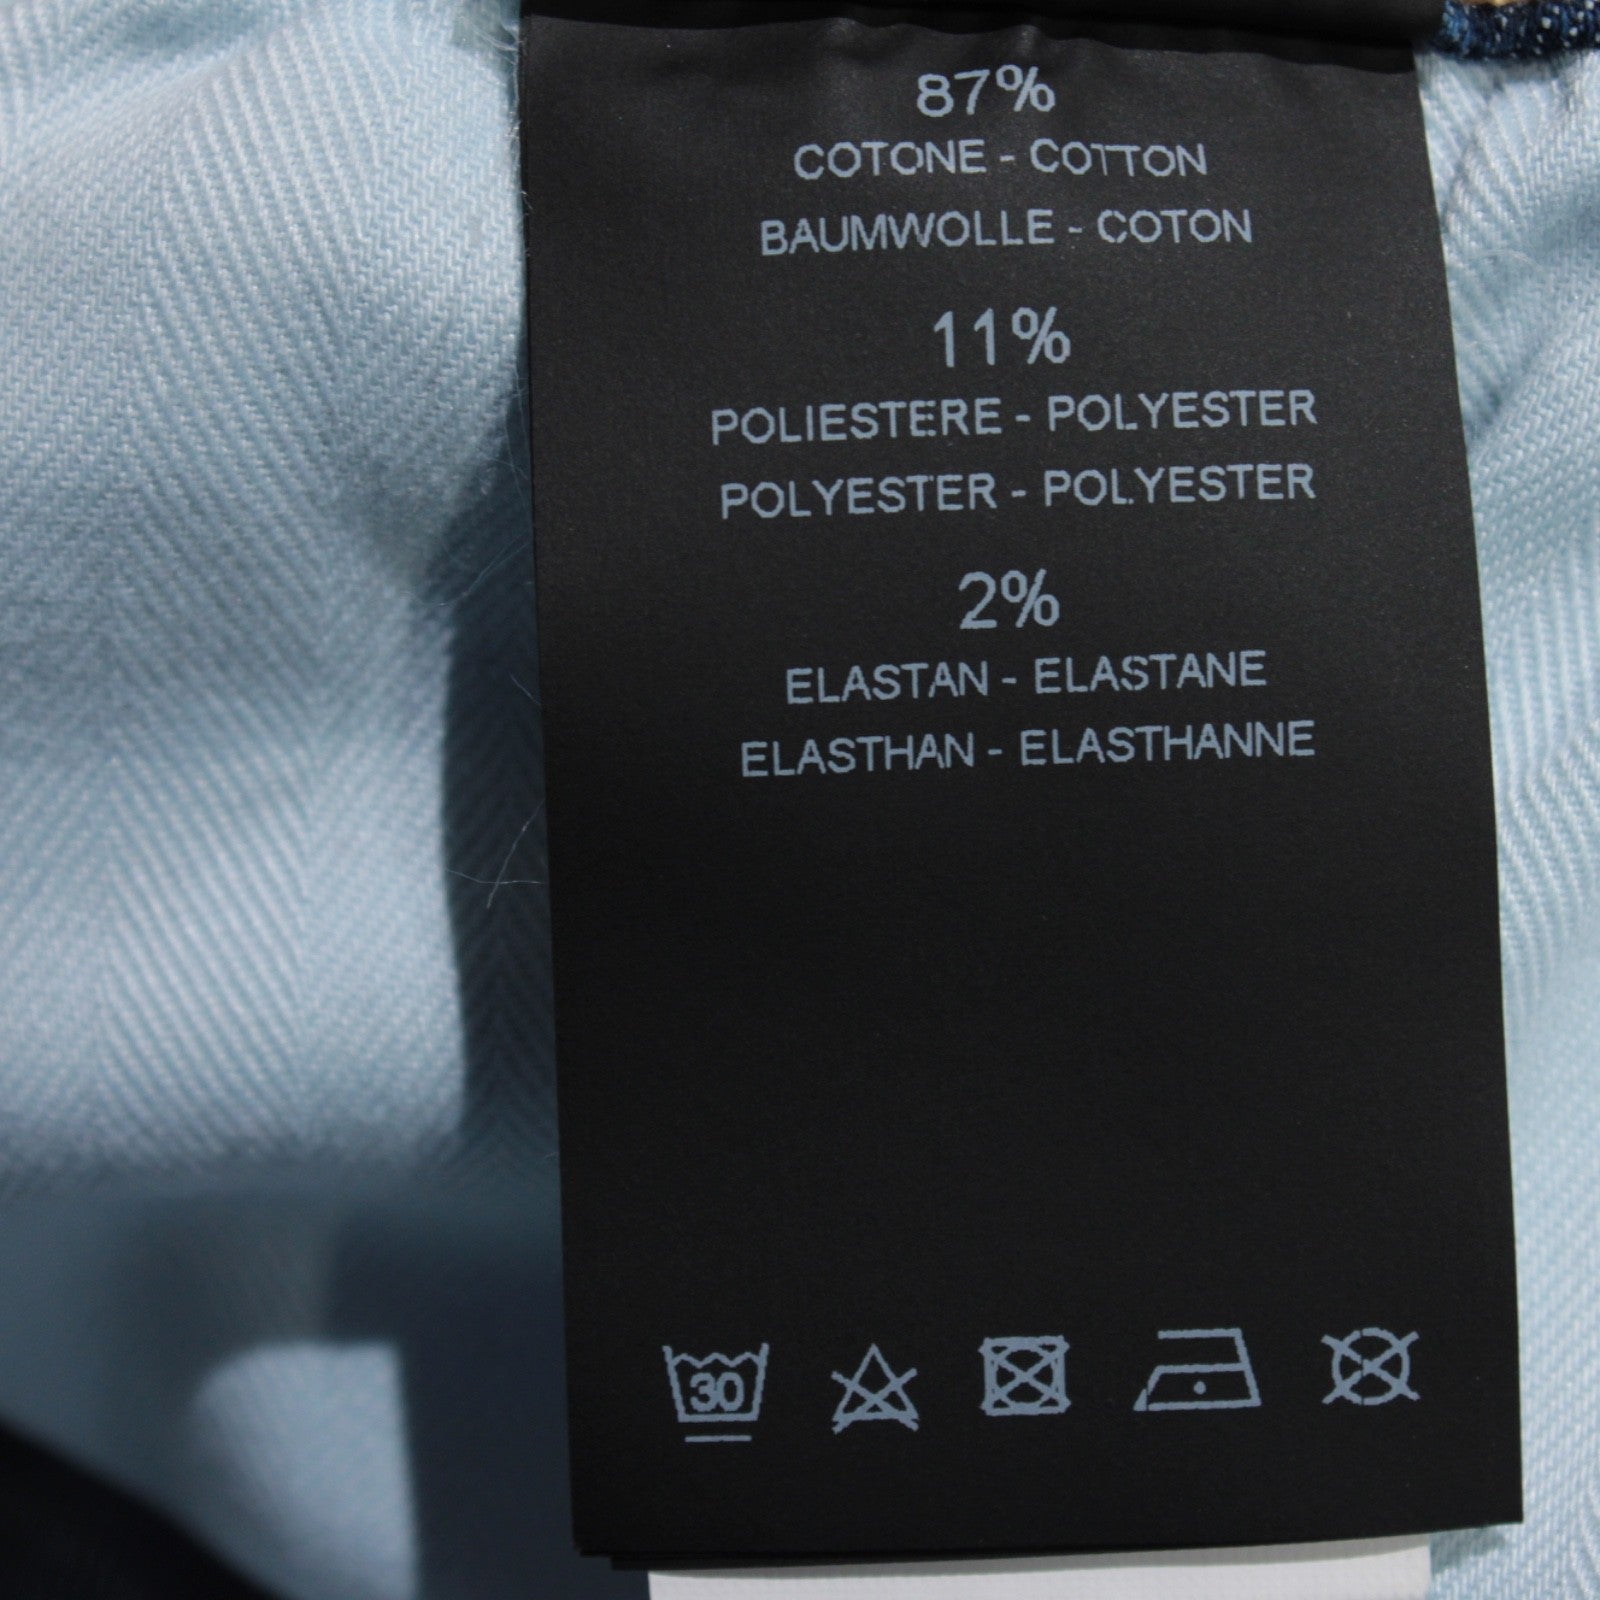 87%
COTONE - COTTON
BAUMWOLLE - COTON
11%
POLIESTERE - POLYESTER
POLYESTER - POLYESTER
2%
ELASTAN - ELASTANE
ELASTHAN - ELASTHANNE
30